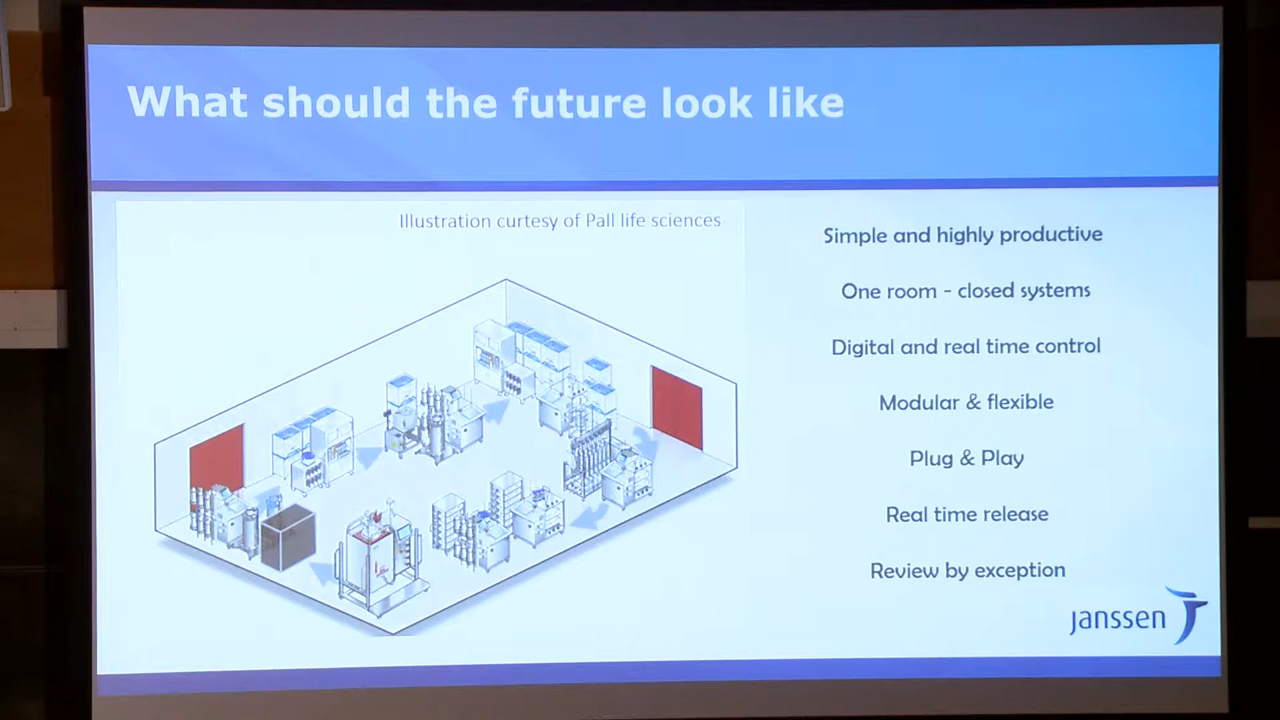 What should the future look like
Illustration curtesy of Pall life sciences
Simple and highly productive
One room - closed systems
Digital and real time control
Modular & flexible
Plug & Play
Real time release
Review by exception
janssen